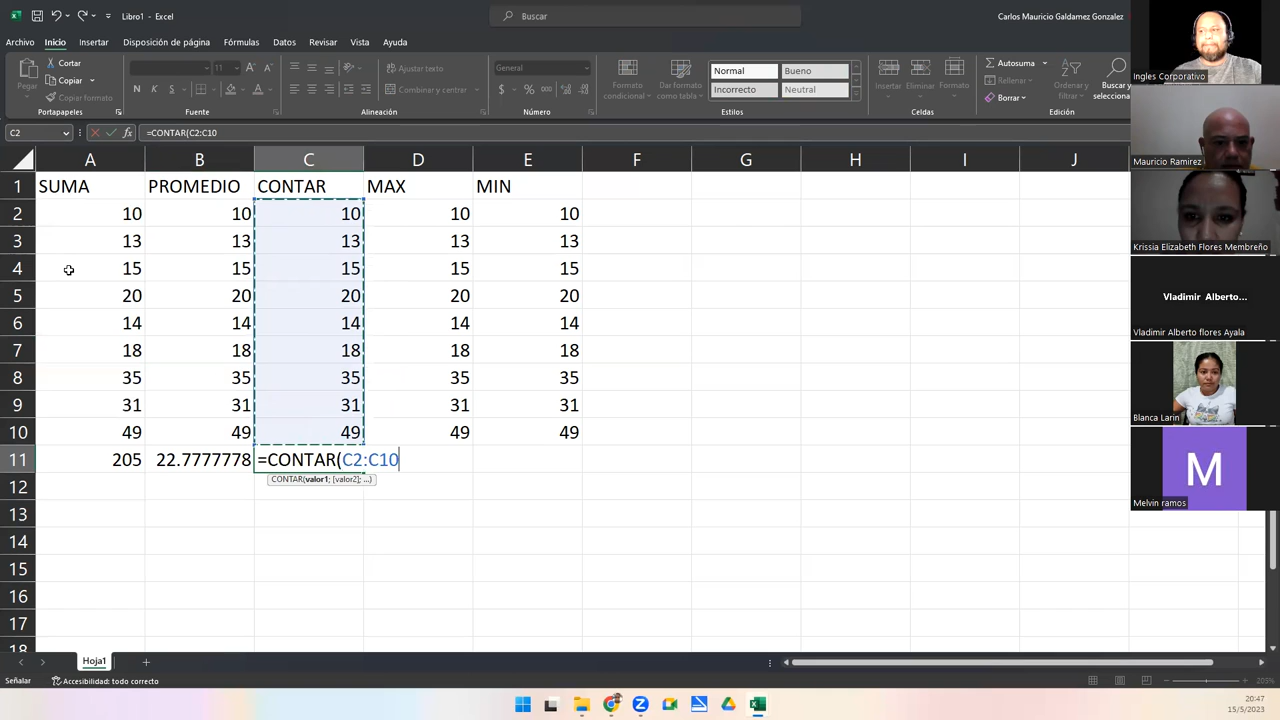 Libro1 - Excel
Buscar
Carlos Mauricio Galdamez Gonzalez
Archivo Inicio Insertar Disposición de página Fórmulas Datos Revisar Vista Ayuda
Pegar
Cortar
Copiar
Copiar formato
Portapapeles
11
N K S
Fuente
Ajustar texto
Alineación
General
Número
Formato condicional
Dar formato como tabla
Normal Bueno
Incorrecto Neutral
Estilos
Insertar Eliminar Formato
Celdas
Autosuma
Rellenar
Borrar
Ordenar y filtrar
Buscar y seleccionar
Edición
C2 fx =CONTAR(C2:C10
A B C D E F G H I J
1 SUMA PROMEDIO CONTAR MAX MIN
2 10 10 10 10 10
3 13 13 13 13 13
4 15 15 15 15 15
5 20 20 20 20 20
6 14 14 14 14 14
7 18 18 18 18 18
8 35 35 35 35 35
9 31 31 31 31 31
10 49 49 49 49 49
11 205 22.7777778 =CONTAR(C2:C10
CONTAR(valor1; [valor2]; ...)
12
13
14
15
16
17
18
Hoja1
Señalar
Accesibilidad: todo correcto
205%
20:47
15/5/2023
Ingles Corporativo
Mauricio Ramirez
Krissia Elizabeth Flores Membreño
Vladimir Alberto...
Vladimir Alberto flores Ayala
Blanca Larin
M
Melvin ramos